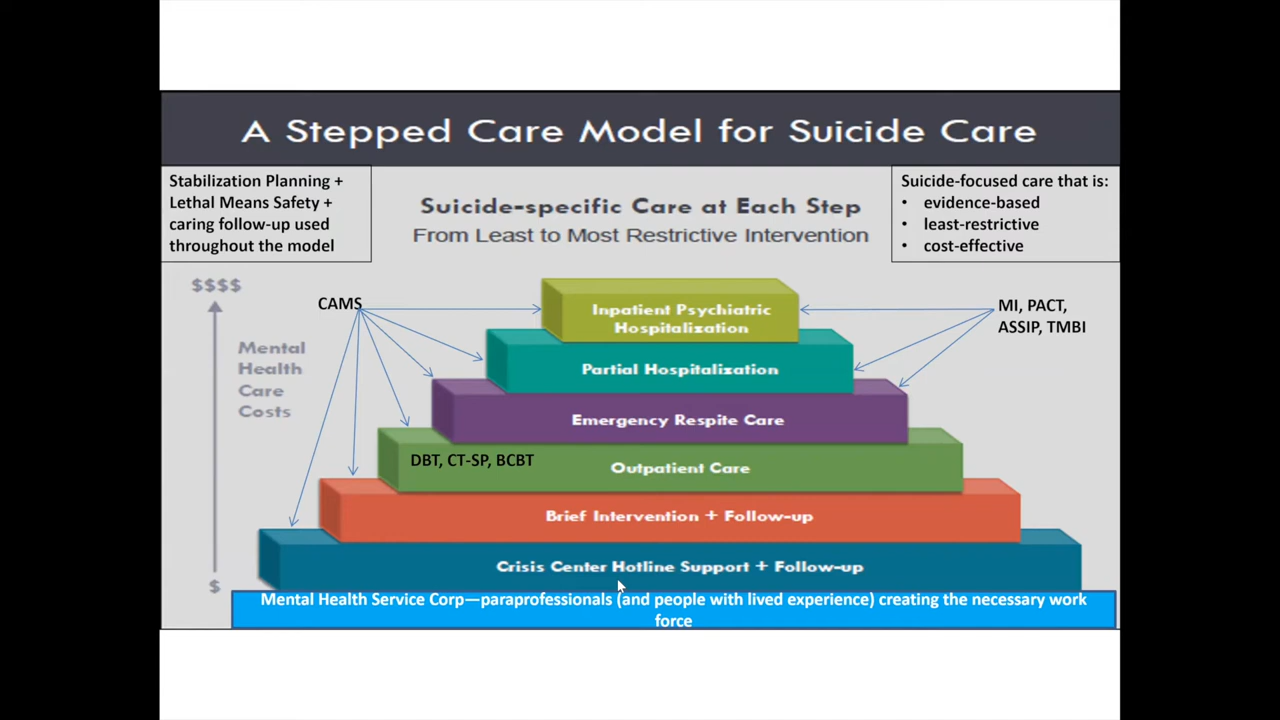 A Stepped Care Model for Suicide Care
Stabilization Planning +
Lethal Means Safety +
caring follow-up used
throughout the model
Suicide-specific Care at Each Step
From Least to Most Restrictive Intervention
Suicide-focused care that is:
• evidence-based
• least-restrictive
• cost-effective
$$$$
Mental
Health
Care
Costs
$
CAMS
MI, PACT,
ASSIP, TMBI
Inpatient Psychiatric
Hospitalization
Partial Hospitalization
Emergency Respite Care
DBT, CT-SP, BCBT
Outpatient Care
Brief Intervention + Follow-up
Crisis Center Hotline Support + Follow-up
Mental Health Service Corp—paraprofessionals (and people with lived experience) creating the necessary work
force